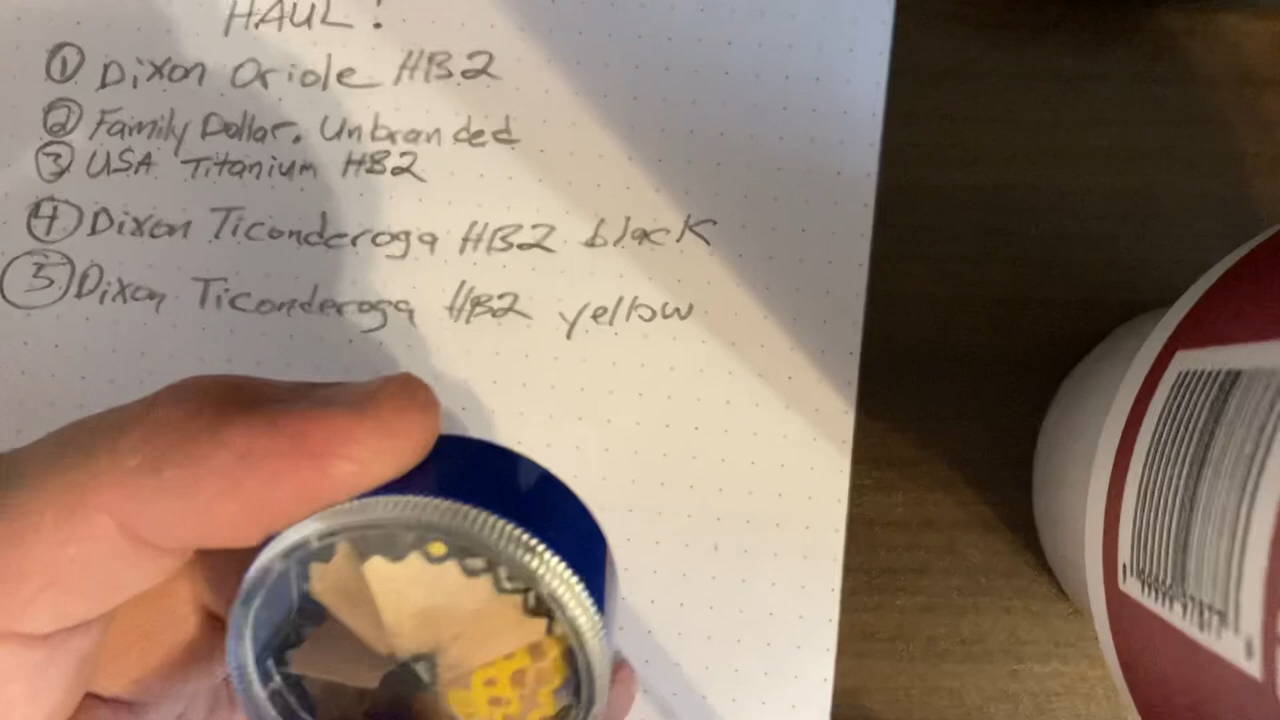 HAUL!
① Dixon Oriole HB2
② Family Dollar. Unbranded
③ USA Titanium HB2
④ Dixon Ticonderoga HB2 black
⑤ Dixon Ticonderoga HB2 yellow